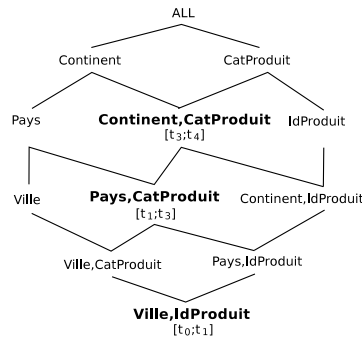 ALL
Continent CatProduit
Pays Continent,CatProduit IdProduit
[t3;t4]
Ville Pays,CatProduit Continent,IdProduit
[t1;t3]
Ville,CatProduit Pays,IdProduit
Ville,IdProduit
[t0;t1]